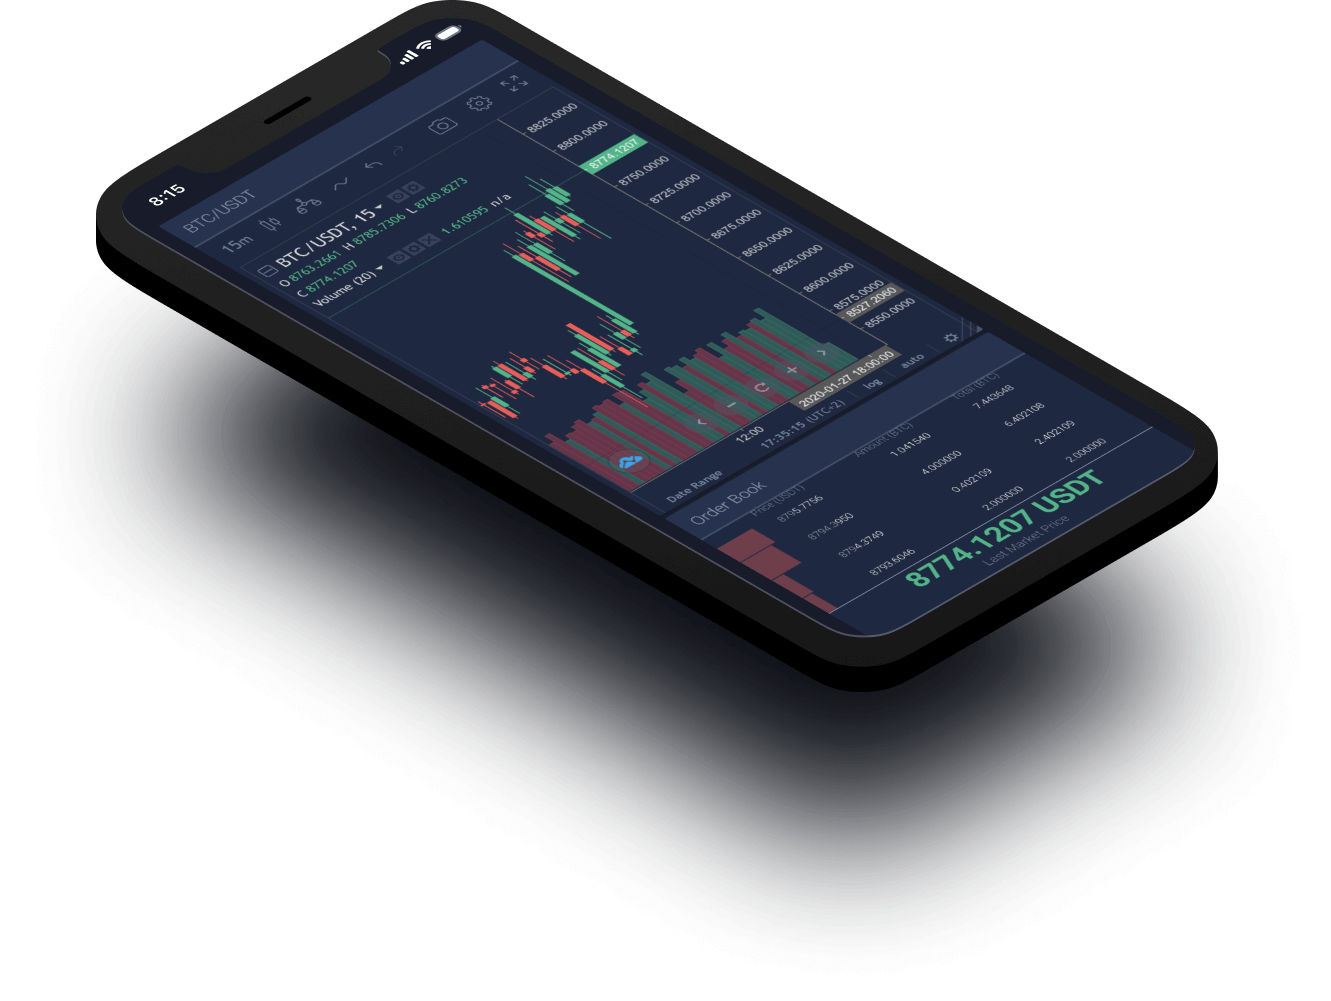 8:15
BTC/USDT
15m
BTC/USDT, 15
O 8763.2661 H 8785.7306 L 8760.8273
C 8774.1207
Volume (20) 1.610595 n/a
8825.0000
8800.0000
8774.1207
8750.0000
8725.0000
8700.0000
8675.0000
8650.0000
8625.0000
8600.0000
8575.0000
8527.2060
8550.0000
12:00
2020-01-27 18:00:00
Date Range 17:35:15 (UTC+2) log auto
Order Book
Price (USDT) Amount (BTC) Total (BTC)
8795.7756 1.041540 7.443648
8794.3950 4.000000 6.402108
8794.3749 0.402109 2.402109
8793.6046 2.000000 2.000000
8774.1207 USDT
Last Market Price